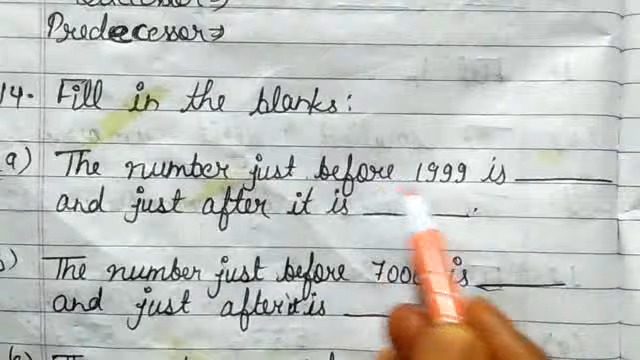 Predecessor⇒
14. Fill in the blanks:
a) The number just before 1999 is ______
and just after it is ______.
b) The number just before 7000 is ______
and just after it is ______